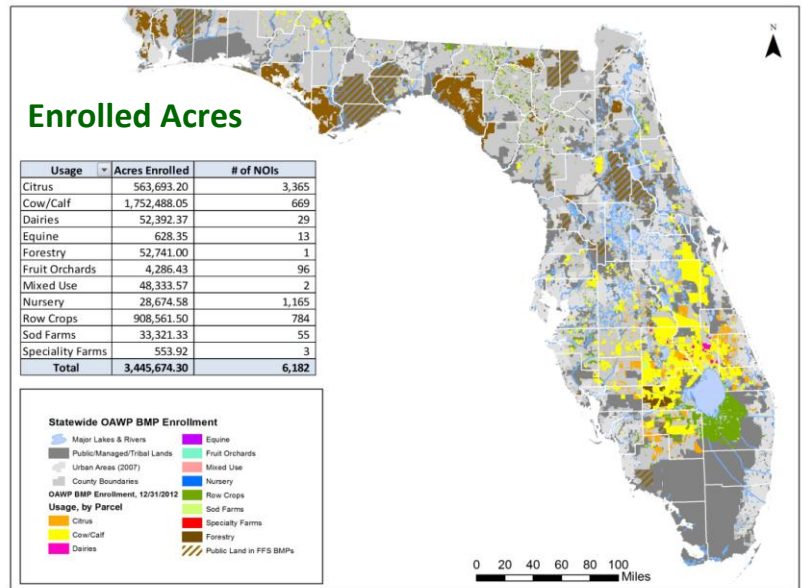 N
Enrolled Acres
Usage Acres Enrolled # of NOIs
Citrus 563,693.20 3,365
Cow/Calf 1,752,488.05 669
Dairies 52,392.37 29
Equine 628.35 13
Forestry 52,741.00 1
Fruit Orchards 4,286.43 96
Mixed Use 48,333.57 2
Nursery 28,674.58 1,165
Row Crops 908,561.50 784
Sod Farms 33,321.33 55
Speciality Farms 553.92 3
Total 3,445,674.30 6,182
Statewide OAWP BMP Enrollment
Major Lakes & Rivers
Public/Managed/Tribal Lands
Urban Areas (2007)
County Boundaries
OAWP BMP Enrollment, 12/31/2012
Usage, by Parcel
Citrus
Cow/Calf
Dairies
Equine
Fruit Orchards
Mixed Use
Nursery
Row Crops
Sod Farms
Specialty Farms
Forestry
Public Land in FFS BMPs
0 20 40 60 80 100
Miles